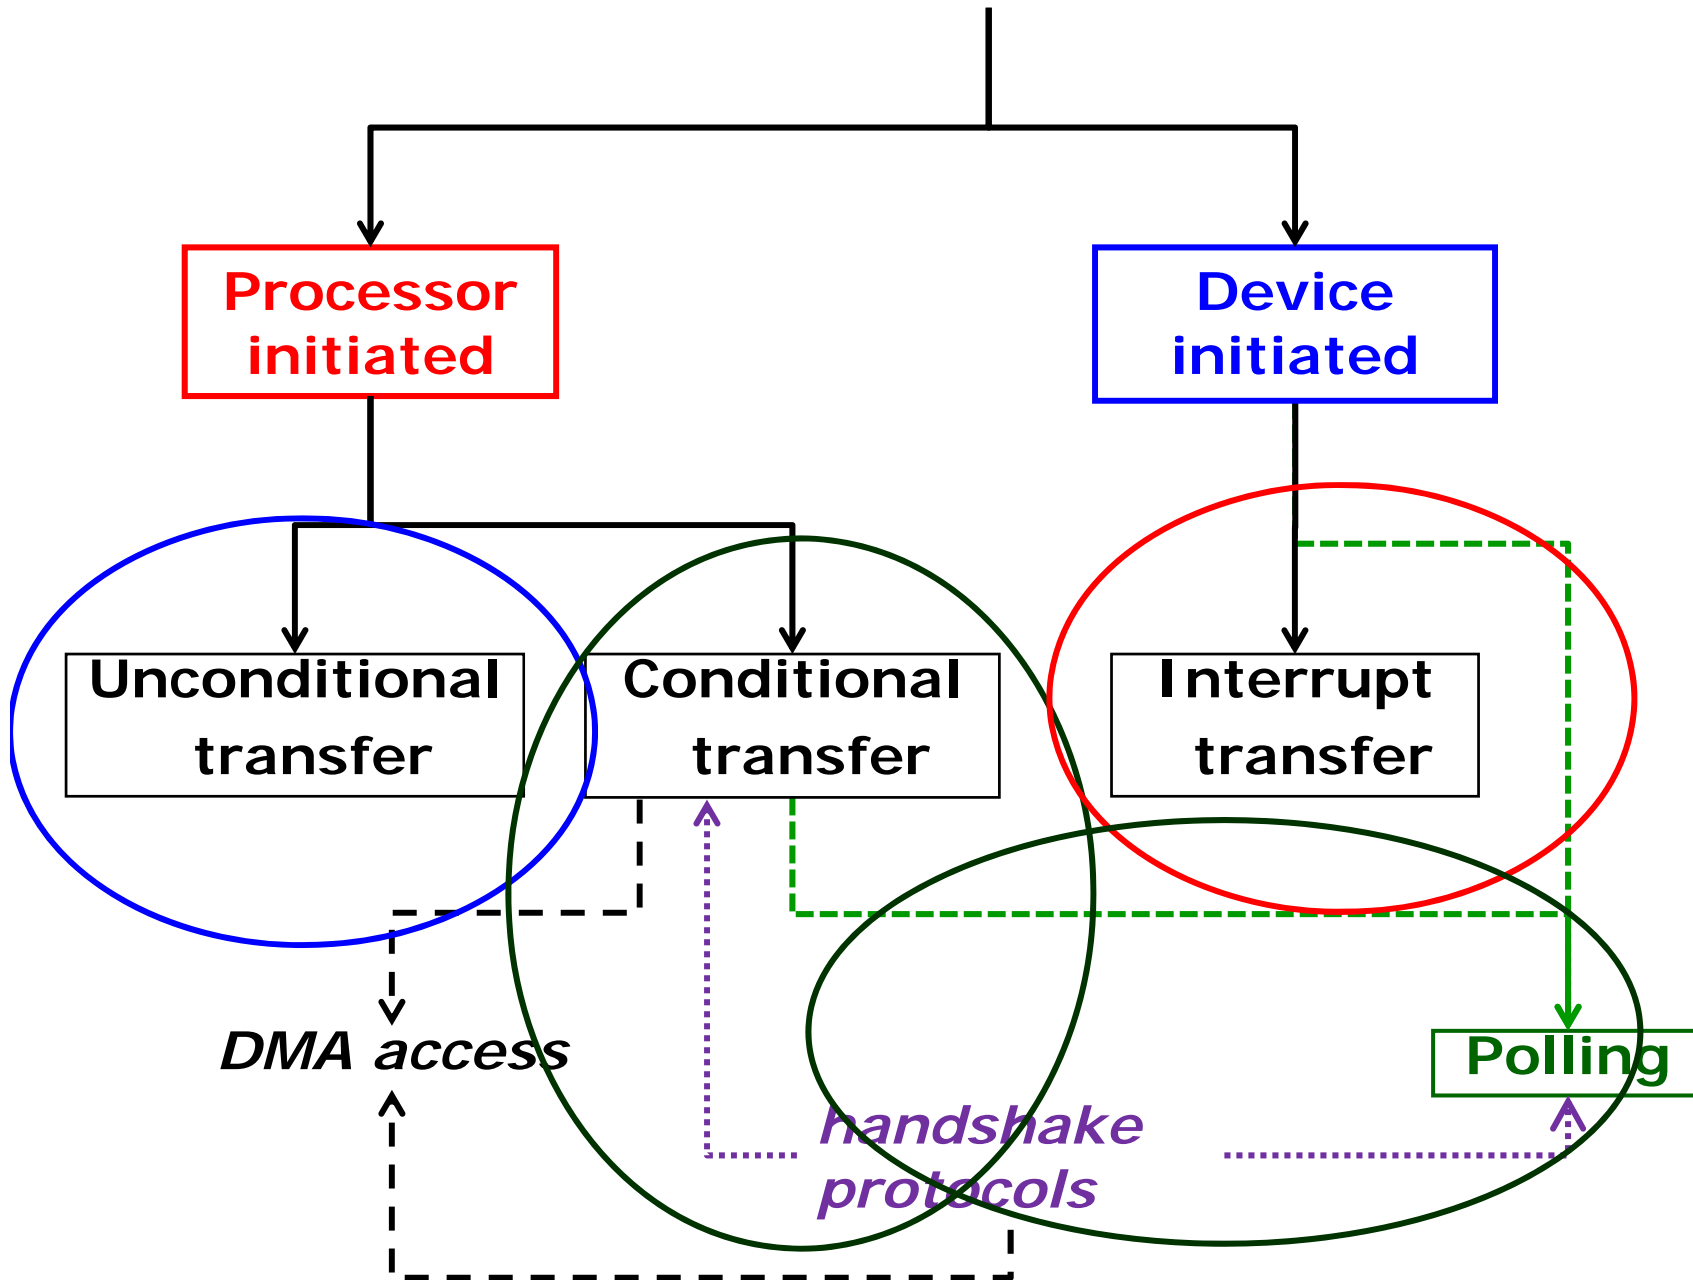 Processor
initiated
Device
initiated
Unconditional
transfer
Conditional
transfer
Interrupt
transfer
DMA access
Polling
handshake
protocols